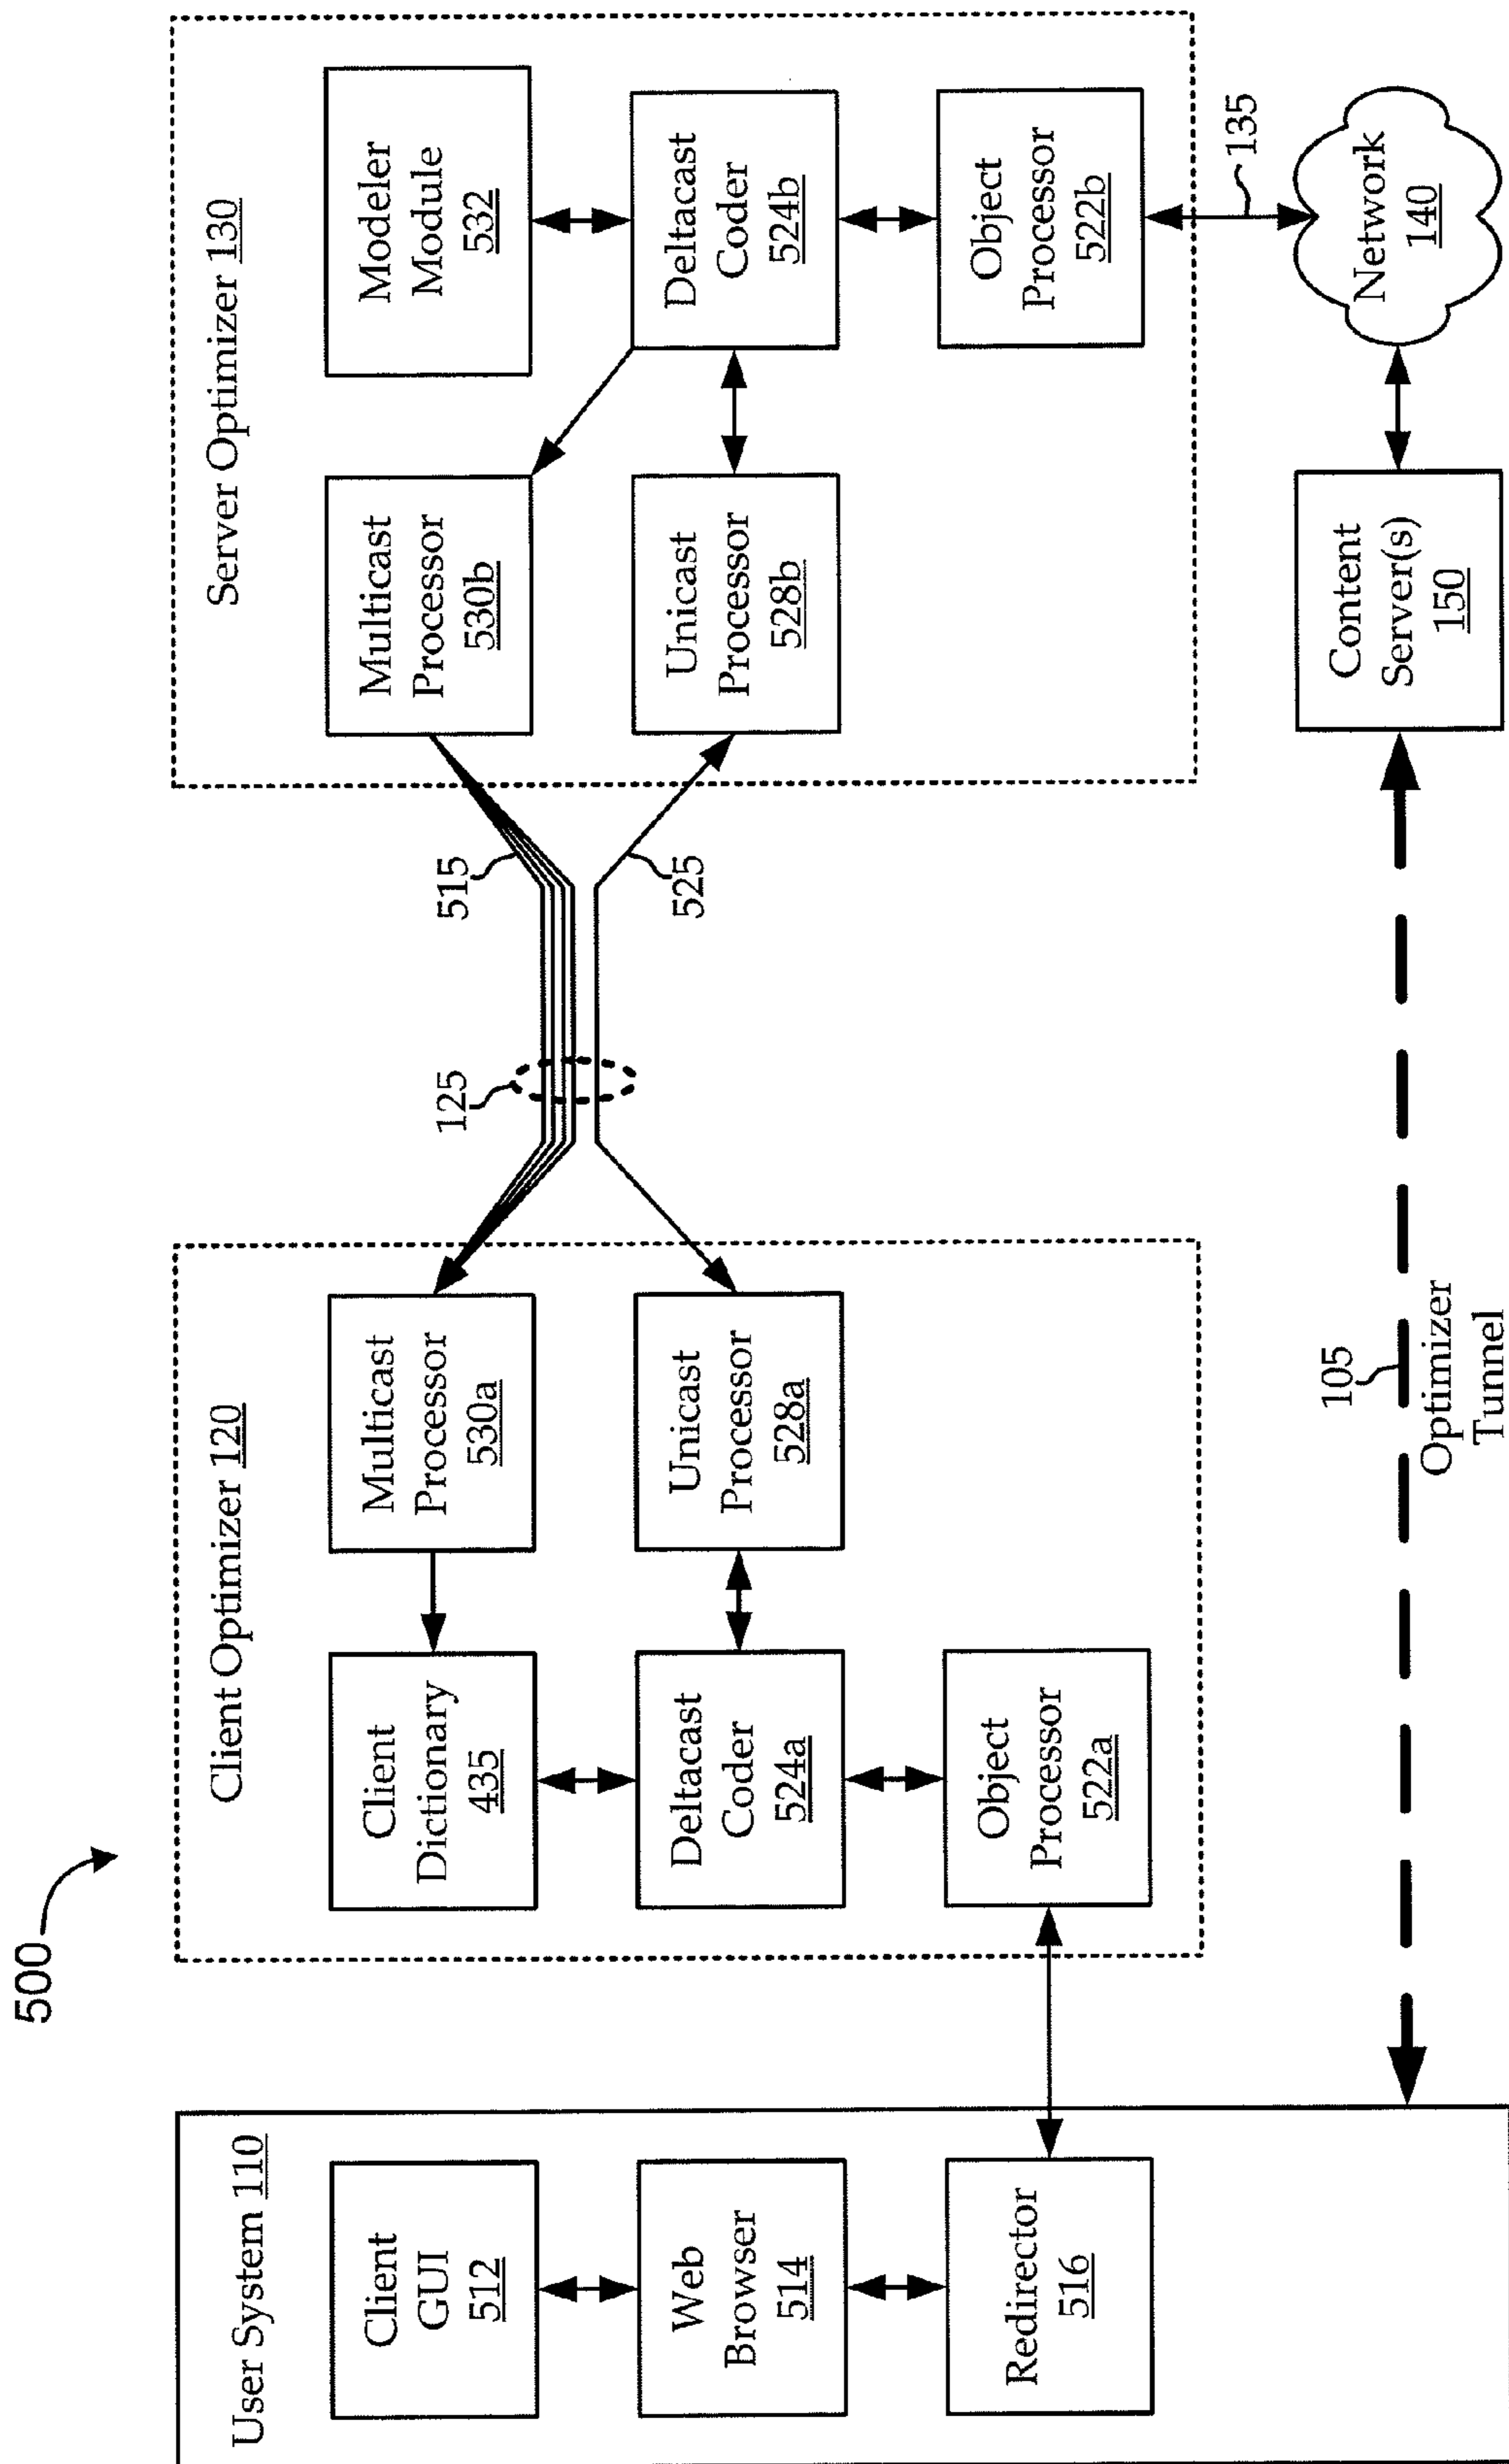 500
User System 110
Client
GUI
512
Web
Browser
514
Redirector
516
Client Optimizer 120
Client
Dictionary
435
Multicast
Processor
530a
Deltacast
Coder
524a
Unicast
Processor
528a
Object
Processor
522a
125
515
525
Server Optimizer 130
Multicast
Processor
530b
Modeler
Module
532
Unicast
Processor
528b
Deltacast
Coder
524b
Object
Processor
522b
135
Network
140
Content
Server(s)
150
105
Optimizer
Tunnel